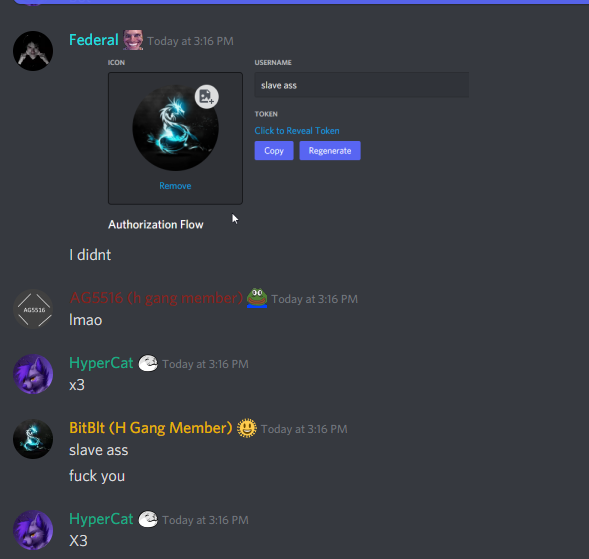 Federal Today at 3:16 PM
ICON USERNAME
slave ass
TOKEN
Click to Reveal Token
Copy Regenerate
Remove
Authorization Flow
I didnt
AG5516 (h gang member) Today at 3:16 PM
AG5516
lmao
HyperCat Today at 3:16 PM
x3
BitBlt (H Gang Member) Today at 3:16 PM
slave ass
fuck you
HyperCat Today at 3:16 PM
X3